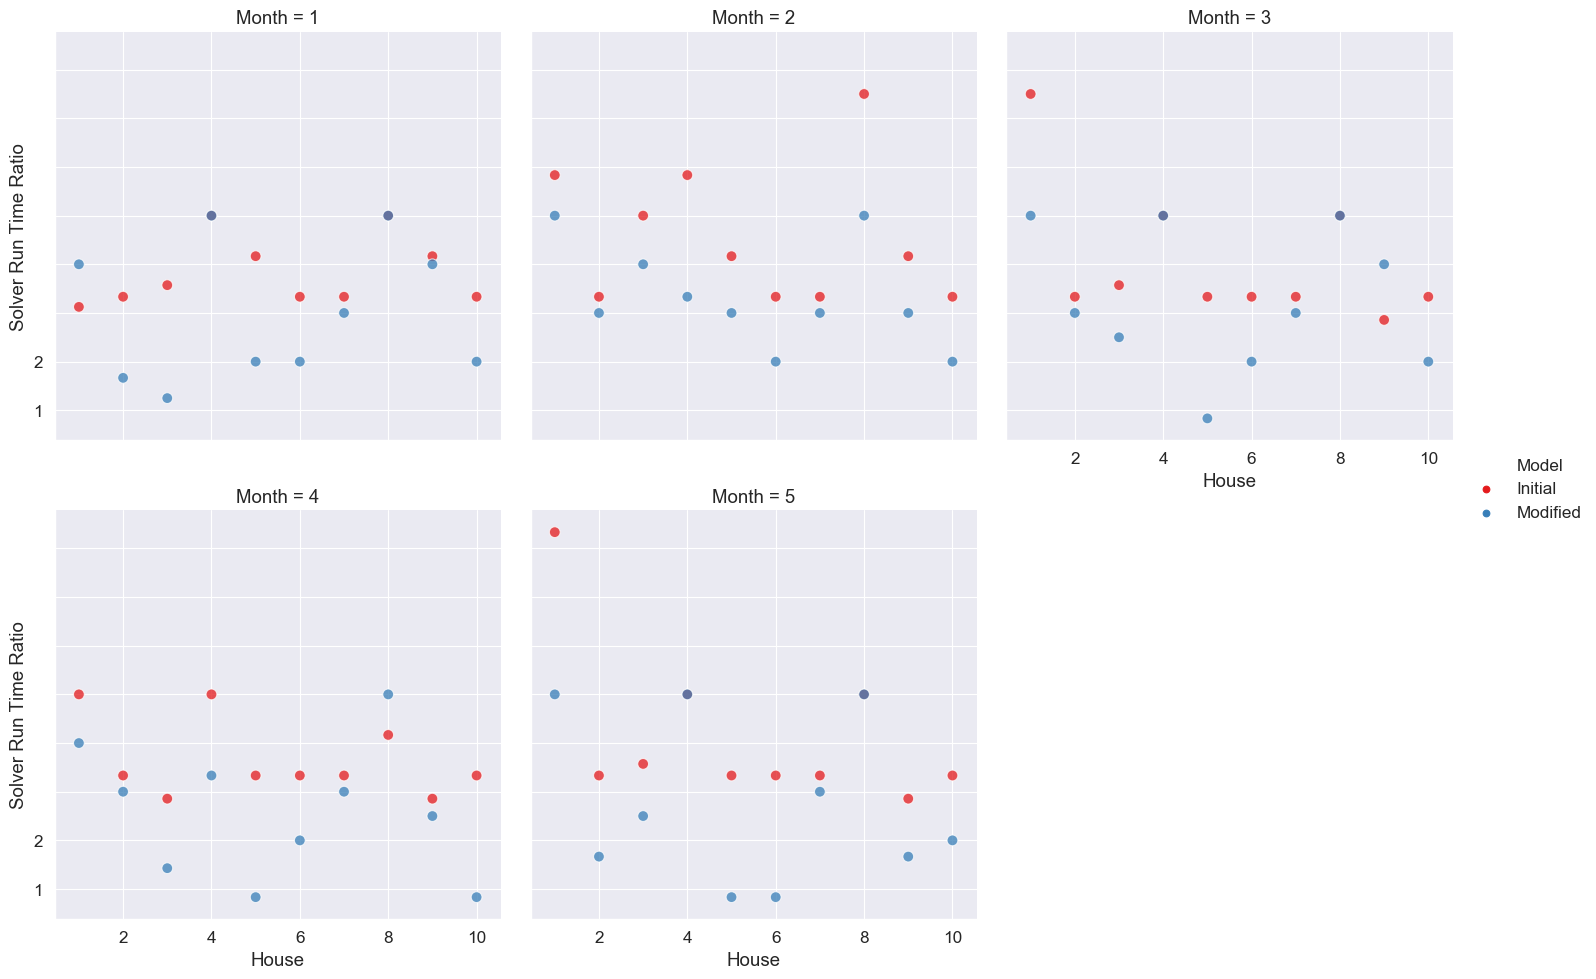 Month = 1
Month = 2
Month = 3
Solver Run Time Ratio
2
1
2 4 6 8 10
House
Model
Initial
Modified
Month = 4
Month = 5
Solver Run Time Ratio
2
1
2 4 6 8 10
2 4 6 8 10
House
House